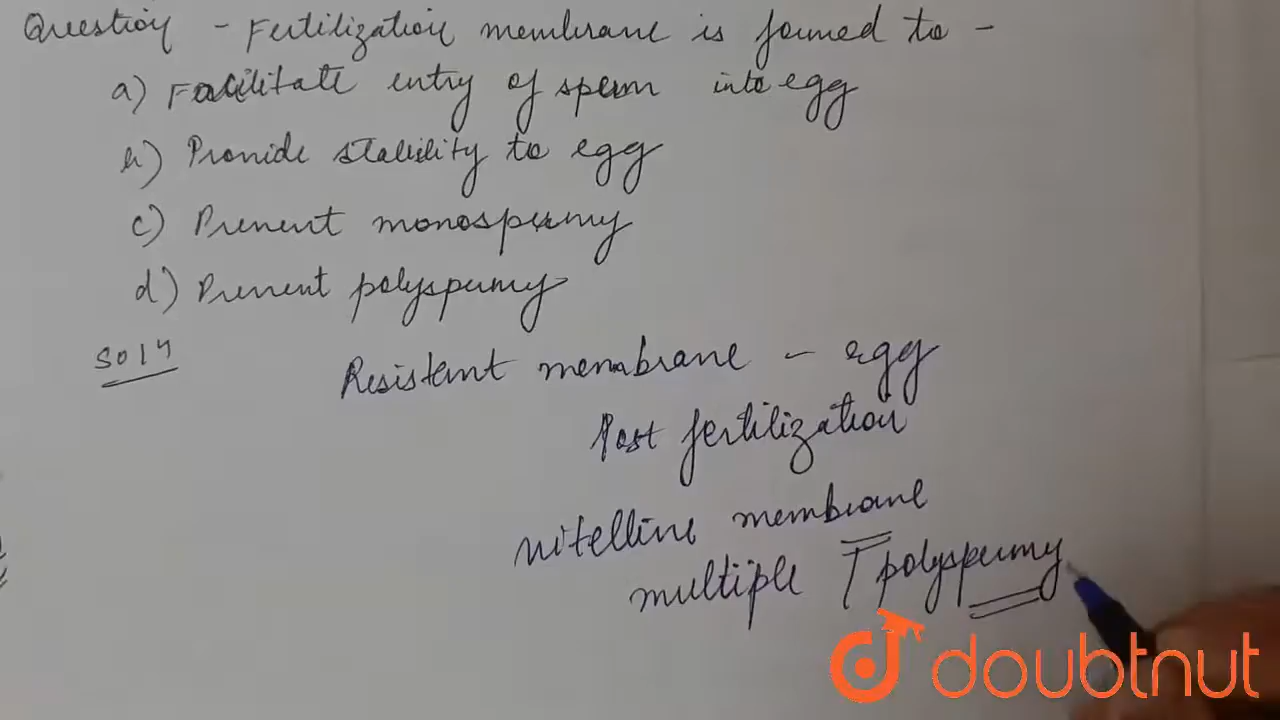 Question - Fertilization membrane is formed to -
a) Facilitate entry of sperm into egg
b) Provide stability to egg
c) Prevent monospermy
d) Prevent polyspermy
Soln
Resistant membrane - egg
Post fertilization
vitelline membrane
multiple polyspermy
doubtnut